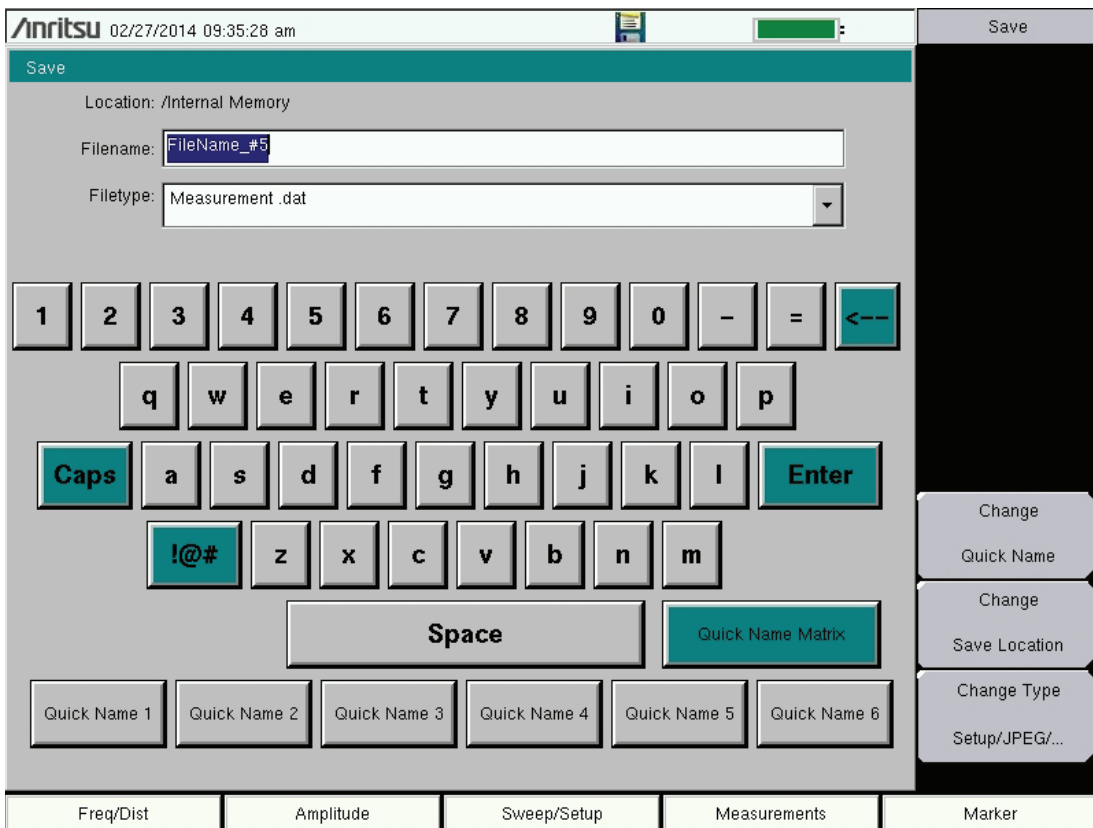 /Inritsu 02/27/2014 09:35:28 am
Save
Save
Location: /Internal Memory
Filename: FileName_#5
Filetype: Measurement .dat
1 2 3 4 5 6 7 8 9 0 - = <--
q w e r t y u i o p
Caps a s d f g h j k l Enter
!@# z x c v b n m
Space Quick Name Matrix
Quick Name 1 Quick Name 2 Quick Name 3 Quick Name 4 Quick Name 5 Quick Name 6
Change
Quick Name
Change
Save Location
Change Type
Setup/JPEG/...
Freq/Dist Amplitude Sweep/Setup Measurements Marker